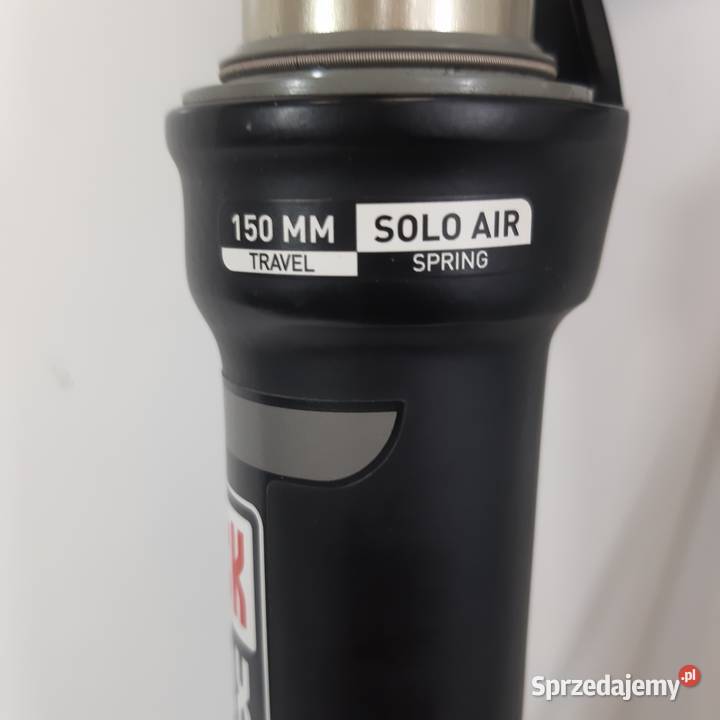 150 MM SOLO AIR
TRAVEL SPRING
Sprzedajemy.pl